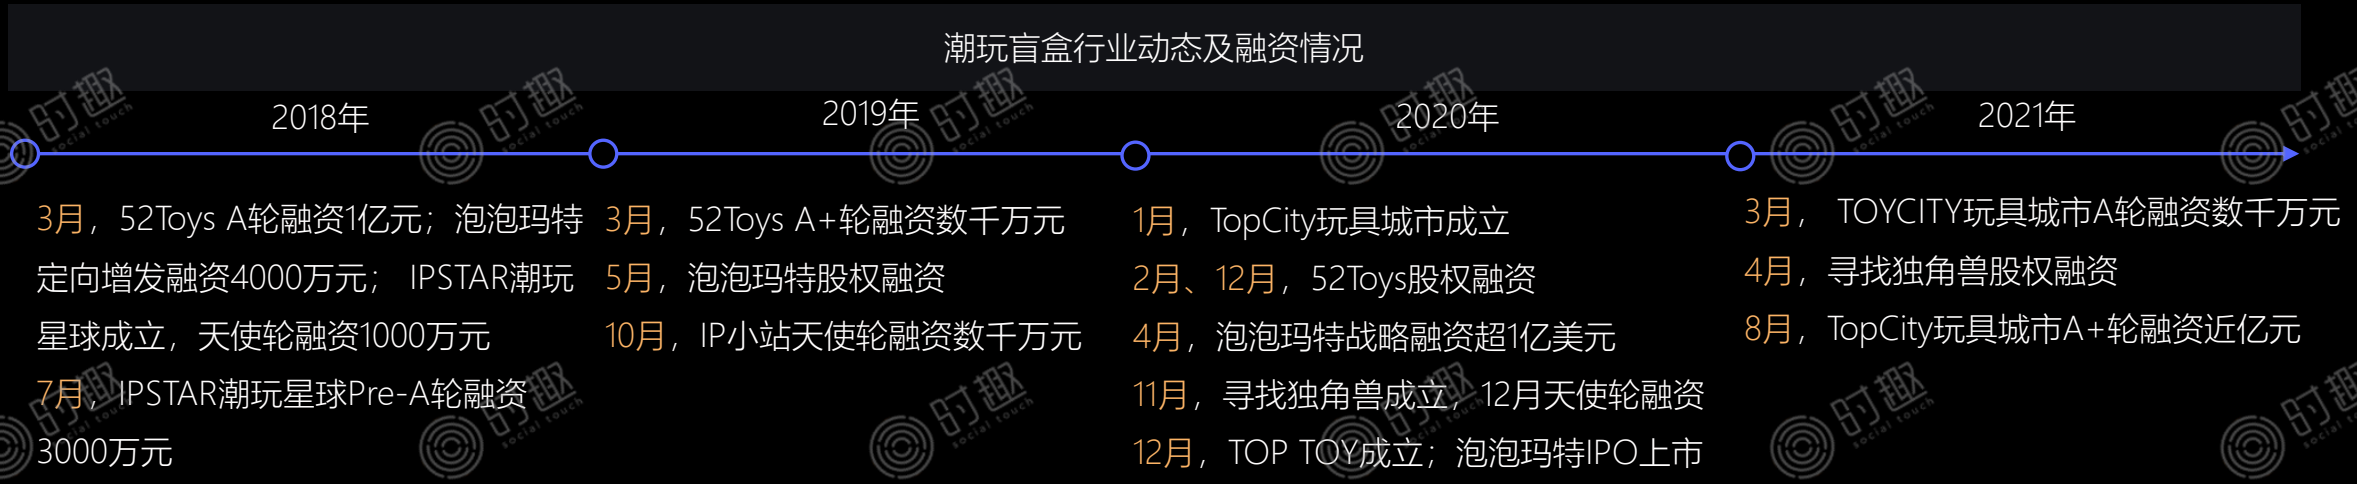 潮玩盲盒行业动态及融资情况
2018年
3月，52Toys A轮融资1亿元；泡泡玛特
定向增发融资4000万元； IPSTAR潮玩
星球成立，天使轮融资1000万元
7月，IPSTAR潮玩星球Pre-A轮融资
3000万元
2019年
3月，52Toys A+轮融资数千万元
5月，泡泡玛特股权融资
10月，IP小站天使轮融资数千万元
2020年
1月，TopCity玩具城市成立
2月、12月，52Toys股权融资
4月，泡泡玛特战略融资超1亿美元
11月，寻找独角兽成立，12月天使轮融资
12月，TOP TOY成立；泡泡玛特IPO上市
2021年
3月， TOYCITY玩具城市A轮融资数千万元
4月，寻找独角兽股权融资
8月，TopCity玩具城市A+轮融资近亿元
时趣
social touch